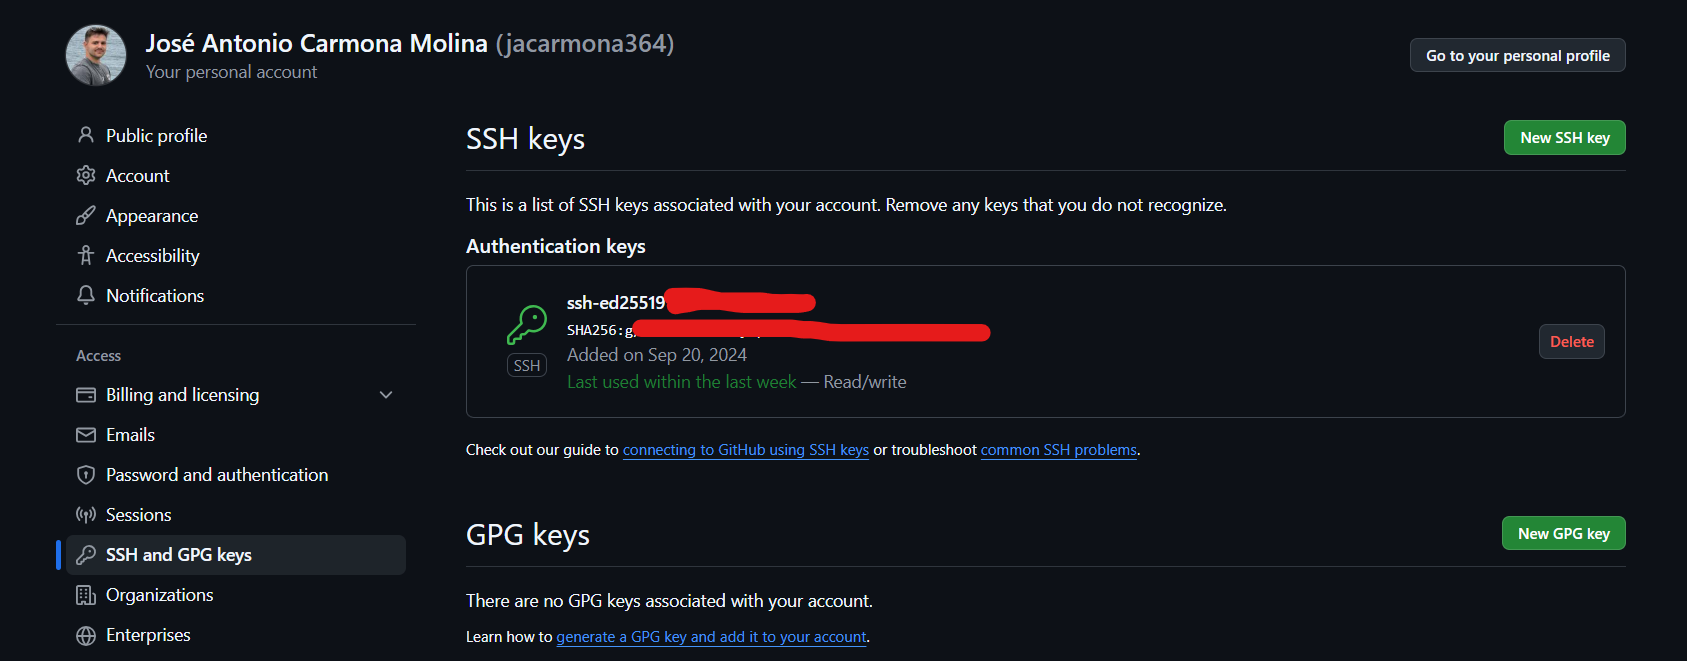 José Antonio Carmona Molina (jacarmona364)
Your personal account
Go to your personal profile
Public profile
Account
Appearance
Accessibility
Notifications
Access
Billing and licensing
Emails
Password and authentication
Sessions
SSH and GPG keys
Organizations
Enterprises
SSH keys
New SSH key
This is a list of SSH keys associated with your account. Remove any keys that you do not recognize.
Authentication keys
ssh-ed25519
SHA256:g
SSH
Added on Sep 20, 2024
Last used within the last week — Read/write
Delete
Check out our guide to connecting to GitHub using SSH keys or troubleshoot common SSH problems.
GPG keys
New GPG key
There are no GPG keys associated with your account.
Learn how to generate a GPG key and add it to your account.